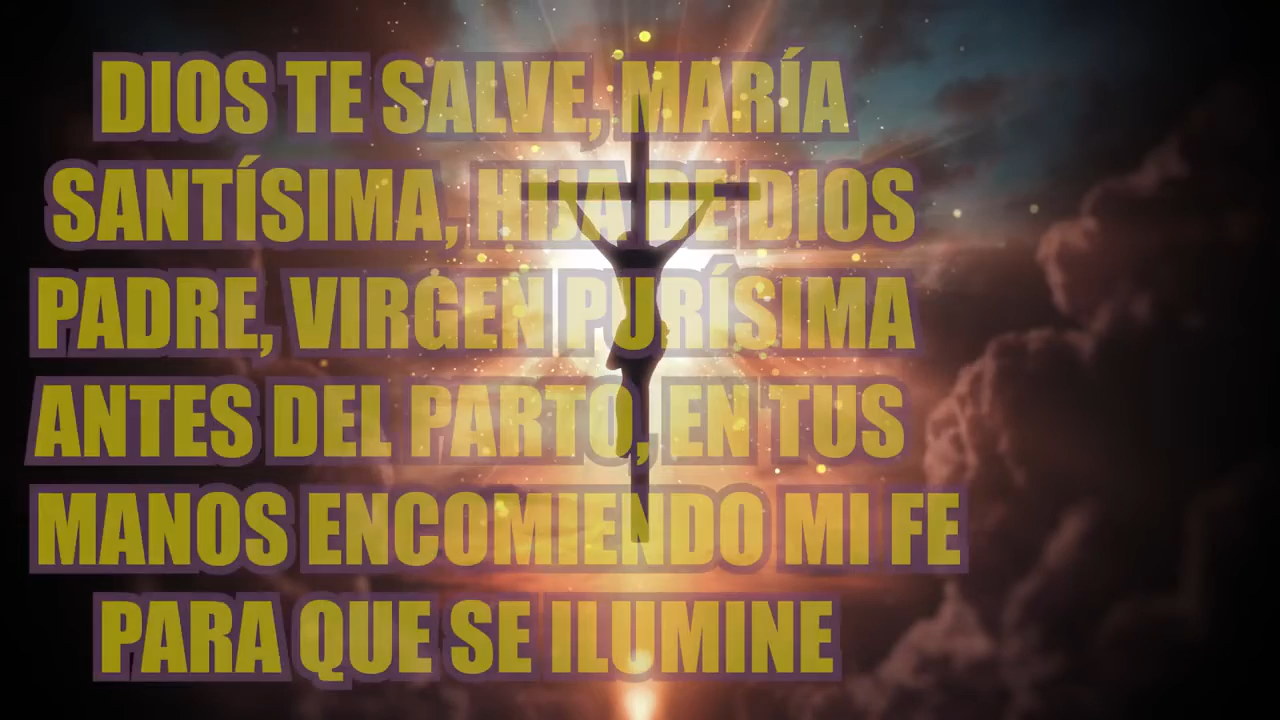 DIOS TE SALVE, MARÍA
SANTÍSIMA, HIJA DE DIOS
PADRE, VIRGEN PURÍSIMA
ANTES DEL PARTO, EN TUS
MANOS ENCOMIENDO MI FE
PARA QUE SE ILUMINE